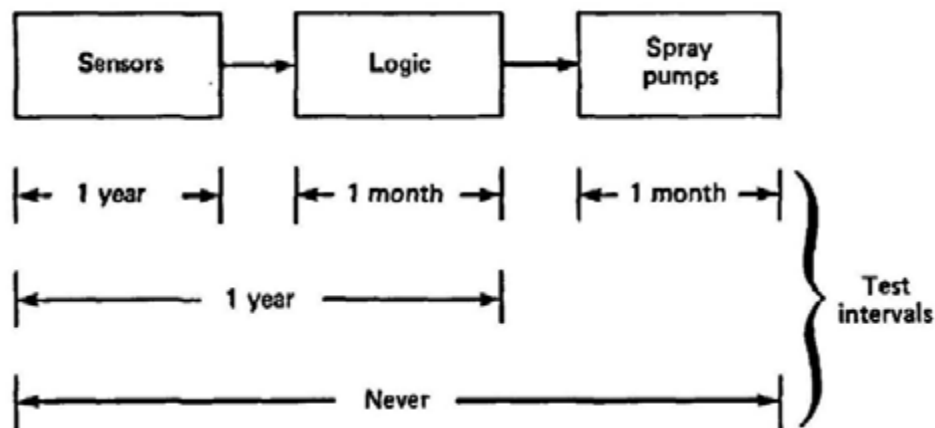 Sensors
Logic
Spray
pumps
1 year
1 month
1 month
1 year
Never
Test
intervals